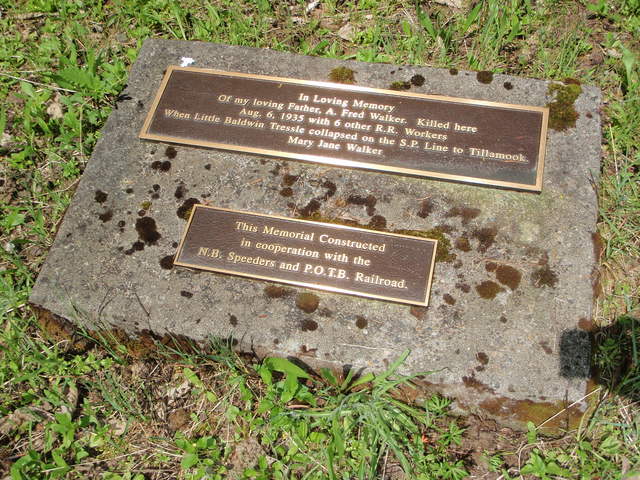 In Loving Memory
Of my loving Father, A. Fred Walker. Killed here
Aug. 6, 1935 with 6 other R.R. Workers
When Little Baldwin Tressle collapsed on the S.P. Line to Tillamook.
Mary Jane Walker
This Memorial Constructed
in cooperation with the
N.B. Speeders and P.O.T.B. Railroad.